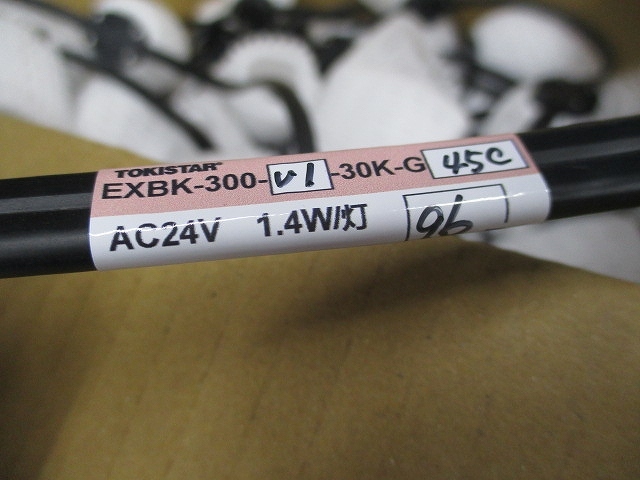 TOKISTAR
EXBK-300-V1-30K-G 45C
AC24V 1.4W/灯 96